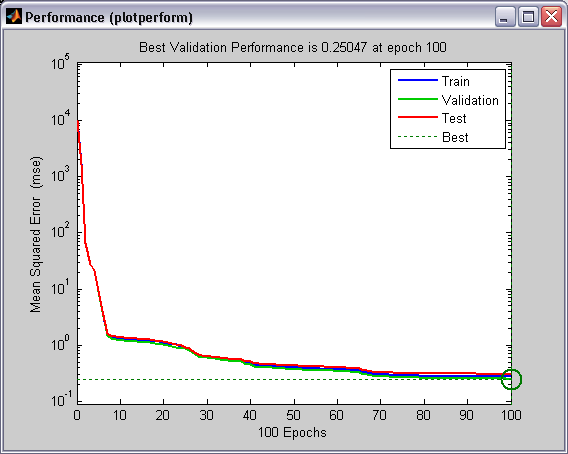 Performance (plotperform)
Best Validation Performance is 0.25047 at epoch 100
10^5
10^4
10^3
10^2
10^1
10^0
10^-1
Mean Squared Error (mse)
Train
Validation
Test
Best
0 10 20 30 40 50 60 70 80 90 100
100 Epochs